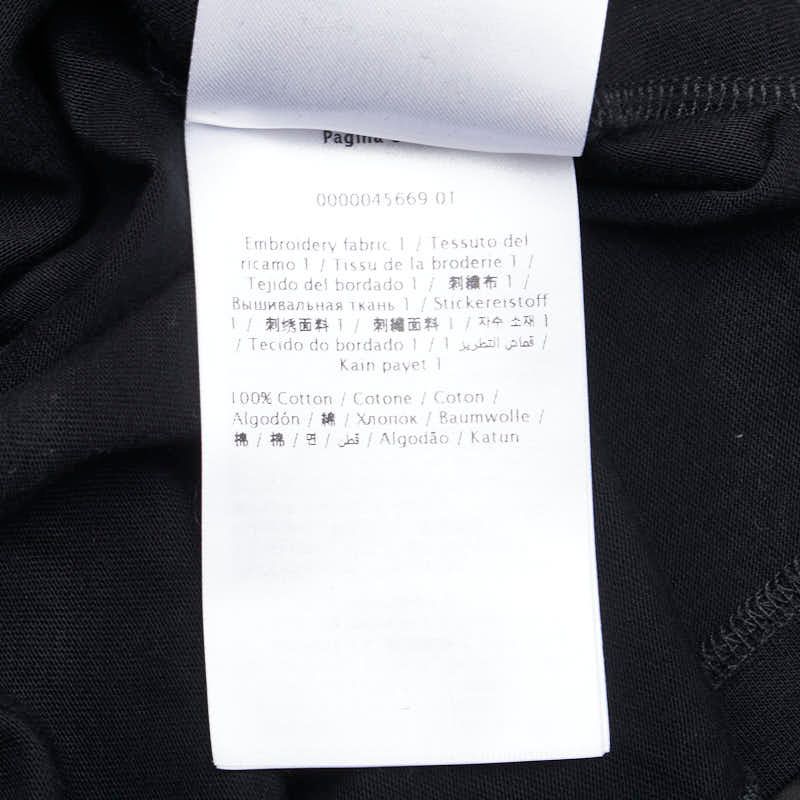 Pagina
0000045669 01
Embroidery fabric 1 / Tessuto del
ricamo 1 / Tissu de la broderie 1 /
Tejido del bordado 1 / 刺繍布 1 /
Вышивальная ткань 1 / Stickereistoff
1 / 刺绣面料 1 / 刺繡面料 1 / 자수 소재 1
/ Tecido do bordado 1 / 1 قماش التطريز /
Kain payet 1
100% Cotton / Cotone / Coton /
Algodón / 綿 / Хлопок / Baumwolle /
棉 / 棉 / 면 / قطن / Algodão / Katun